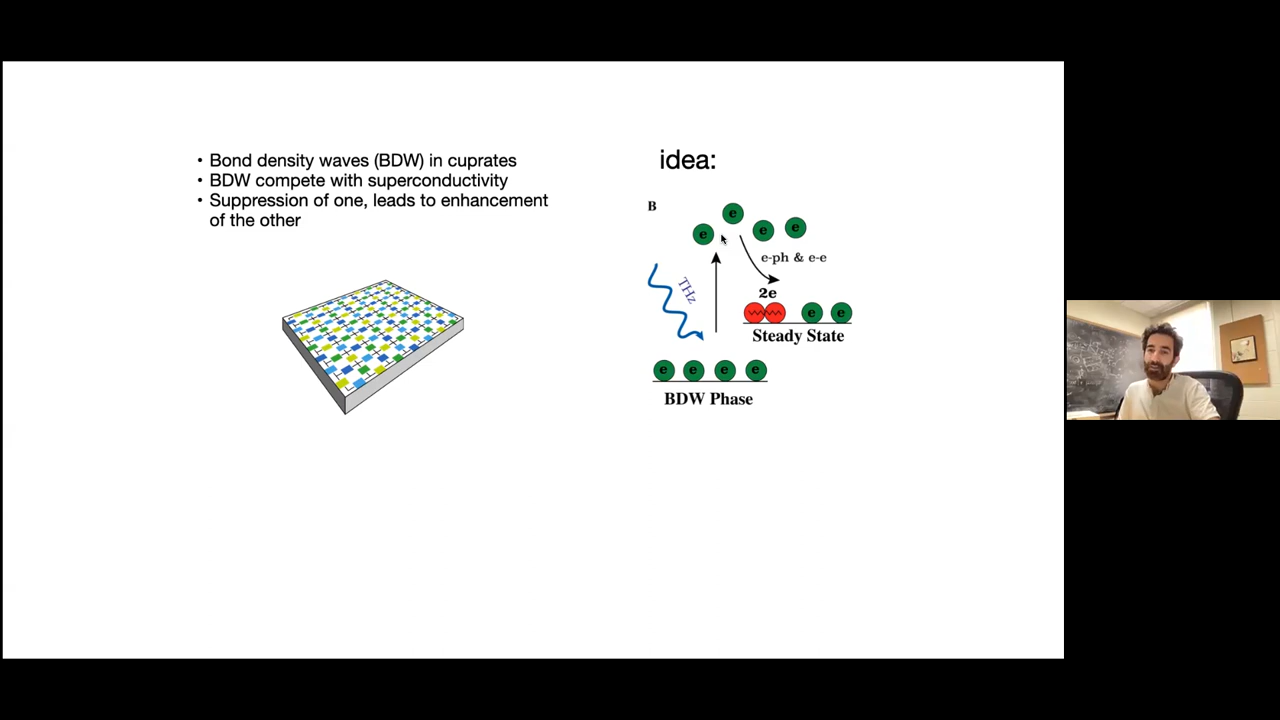 • Bond density waves (BDW) in cuprates
• BDW compete with superconductivity
• Suppression of one, leads to enhancement
of the other
idea:
B
e
e
e
e
e-ph & e-e
THz
2e
e
e
Steady State
e
e
e
e
BDW Phase